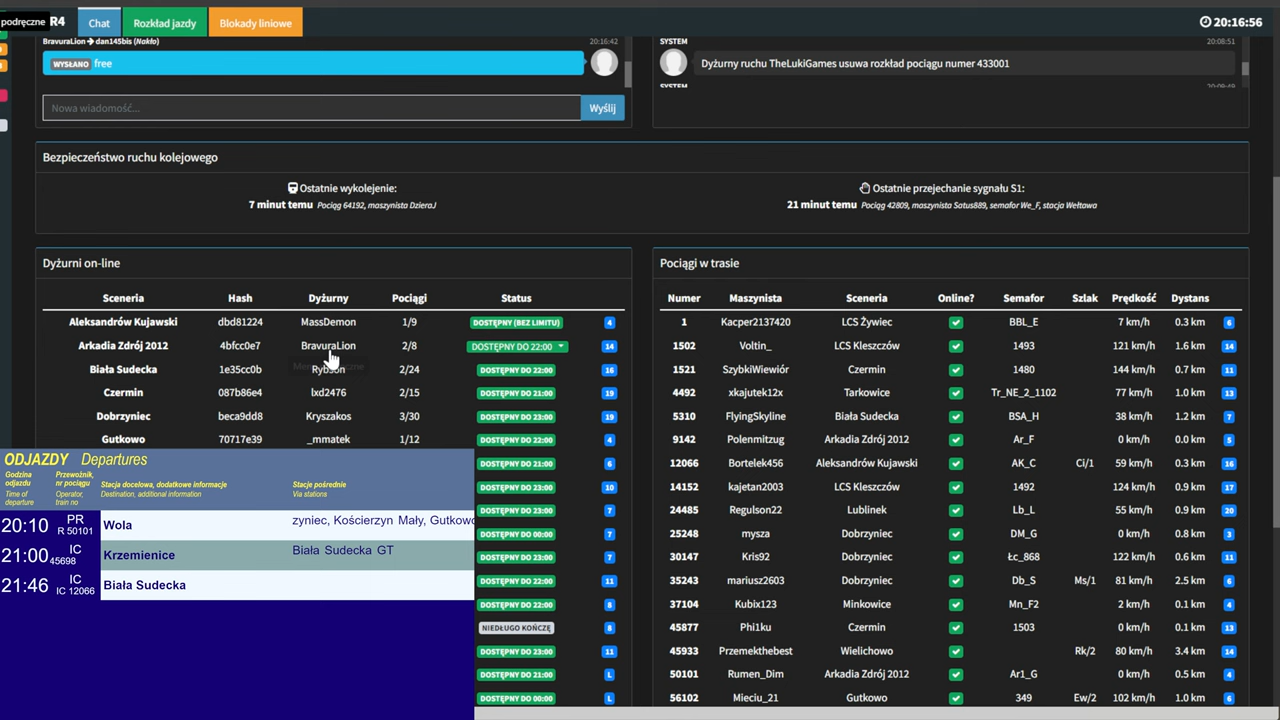 podręczne
R4
Chat
Rozkład jazdy
Blokady liniowe
20:16:56
BravuraLion → dan145bis (Nakło)
20:16:42
WYSŁANO free
Nowa wiadomość...
Wyślij
SYSTEM
20:08:51
Dyżurny ruchu TheLukiGames usuwa rozkład pociągu numer 433001
SYSTEM
Bezpieczeństwo ruchu kolejowego
Ostatnie wykolejenie:
7 minut temu Pociąg 64192, maszynista DzieraJ
Ostatnie przejechanie sygnału S1:
21 minut temu Pociąg 42809, maszynista Satus889, semafor We_F, stacja Wełtowa
Dyżurni on-line
Sceneria Hash Dyżurny Pociągi Status
Aleksandrów Kujawski dbd81224 MassDemon 1/9 DOSTĘPNY (BEZ LIMITU) 4
Arkadia Zdrój 2012 4bfcc0e7 BravuraLion 2/8 DOSTĘPNY DO 22:00 14
Biała Sudecka 1e35cc0b 2/24 DOSTĘPNY DO 22:00 16
Czermin 087b86e4 lxd2476 2/15 DOSTĘPNY DO 21:00 19
Dobrzyniec beca9dd8 Kryszakos 3/30 DOSTĘPNY DO 23:00 19
Gutkowo 70717e39 _mmatek 1/12 DOSTĘPNY DO 22:00 4
DOSTĘPNY DO 21:00 6
DOSTĘPNY DO 23:00 10
DOSTĘPNY DO 23:00 7
DOSTĘPNY DO 00:00 7
DOSTĘPNY DO 23:00 7
DOSTĘPNY DO 22:00 11
DOSTĘPNY DO 22:00 8
NIEDŁUGO KOŃCZĘ 8
DOSTĘPNY DO 23:00 11
DOSTĘPNY DO 21:00 L
DOSTĘPNY DO 00:00 L
Pociągi w trasie
Numer Maszynista Sceneria Online? Semafor Szlak Prędkość Dystans
1 Kacper2137420 LCS Żywiec BBL_E 7 km/h 0.3 km 6
1502 Voltin_ LCS Kleszczów 1493 121 km/h 1.6 km 14
1521 SzybkiWiewiór Czermin 1480 144 km/h 0.7 km 11
4492 xkajutek12x Tarkowice Tr_NE_2_1102 77 km/h 1.0 km 13
5310 FlyingSkyline Biała Sudecka BSA_H 38 km/h 1.2 km 7
9142 Polenmitzug Arkadia Zdrój 2012 Ar_F 0 km/h 0.0 km 5
12066 Bortelek456 Aleksandrów Kujawski AK_C Ci/1 59 km/h 0.3 km 16
14152 kajetan2003 LCS Kleszczów 1492 124 km/h 0.9 km 17
24485 Regulson22 Lublinek Lb_L 55 km/h 0.9 km 20
25248 mysza Dobrzyniec DM_G 0 km/h 0.8 km 3
30147 Kris92 Dobrzyniec Łc_868 122 km/h 0.6 km 11
35243 mariusz2603 Dobrzyniec Db_S Ms/1 81 km/h 2.5 km 6
37104 Kubix123 Minkowice Mn_F2 2 km/h 0.1 km 4
45877 Phi1ku Czermin 1503 0 km/h 0.1 km 13
45933 Przemekthebest Wielichowo Rk/2 80 km/h 3.4 km 14
50101 Rumen_Dim Arkadia Zdrój 2012 Ar1_G 0 km/h 0.5 km 4
56102 Mieciu_21 Gutkowo 349 Ew/2 102 km/h 1.0 km 6
ODJAZDY Departures
Godzina odjazdu
Time of departure
Przewoźnik, nr pociągu
Operator, train no
Stacja docelowa, dodatkowe informacje
Destination, additional information
Stacje pośrednie
Via stations
20:10 PR R 50101 Wola zyniec, Kościerzyn Mały, Gutkowo
21:00 IC 45698 Krzemienice Biała Sudecka GT
21:46 IC IC 12066 Biała Sudecka